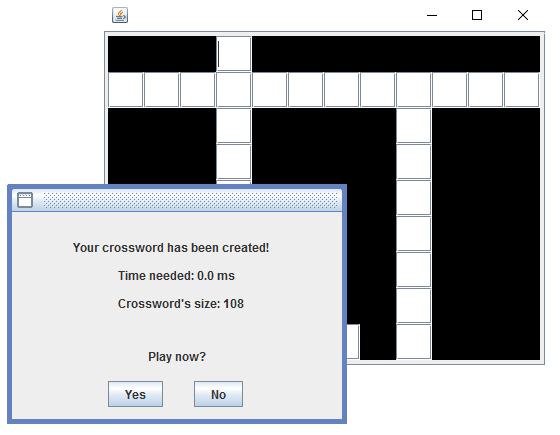 Your crossword has been created!
Time needed: 0.0 ms
Crossword's size: 108
Play now?
Yes
No